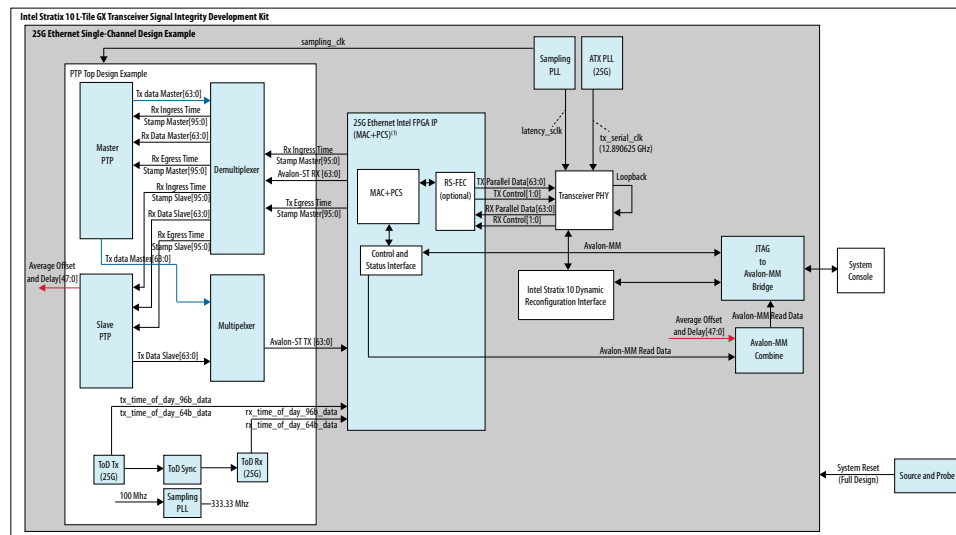 Intel Stratix 10 L-Tile GX Transceiver Signal Integrity Development Kit
25G Ethernet Single-Channel Design Example
sampling_clk
Sampling
PLL
ATX PLL
(25G)
PTP Top Design Example
Tx data Master[63:0]
Rx Ingress Time
Stamp Master[95:0]
Rx Data Master[63:0]
Rx Egress Time
Stamp Master[95:0]
Rx Ingress Time
Stamp Slave[95:0]
Rx Data Slave[63:0]
Rx Egress Time
Stamp Slave[95:0]
Tx data Master[63:0]
Master
PTP
Demultiplexer
Average Offset
and Delay[47:0]
Slave
PTP
Multipelxer
Tx Data Slave[63:0]
Rx Ingress Time
Stamp Master[95:0]
Avalon-ST RX [63:0]
Tx Egress Time
Stamp Master[95:0]
Avalon-ST TX [63:0]
25G Ethernet Intel FPGA IP
(MAC+PCS)(1)
MAC+PCS
RS-FEC
(optional)
Control and
Status Interface
latency_sclk
tx_serial_clk
(12.890625 GHz)
TX Parallel Data[63:0]
TX Control[1:0]
RX Parallel Data[63:0]
RX Control[1:0]
Transceiver PHY
Loopback
Avalon-MM
Intel Stratix 10 Dynamic
Reconfiguration Interface
JTAG
to
Avalon-MM
Bridge
System
Console
Avalon-MM Read Data
Average Offset
and Delay[47:0]
Avalon-MM
Combine
Avalon-MM Read Data
tx_time_of_day_96b_data
tx_time_of_day_64b_data
rx_time_of_day_96b_data
rx_time_of_day_64b_data
ToD Tx
(25G)
ToD Sync
ToD Rx
(25G)
100 Mhz
Sampling
PLL
333.33 Mhz
System Reset
(Full Design)
Source and Probe